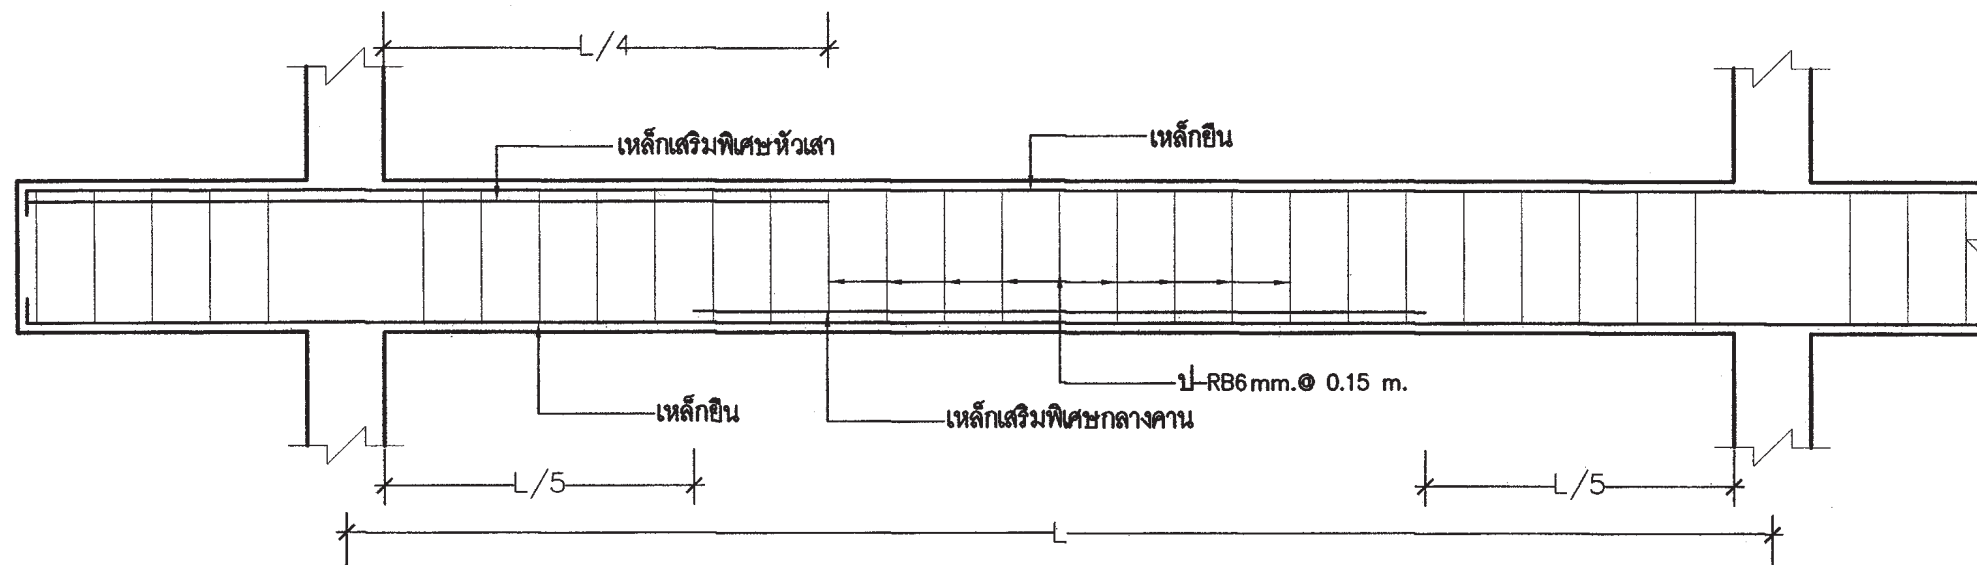 L/4
เหล็กเสริมพิเศษหัวเสา
เหล็กยืน
ป-RB6mm.@ 0.15 m.
เหล็กยืน
เหล็กเสริมพิเศษกลางคาน
L/5
L/5
L